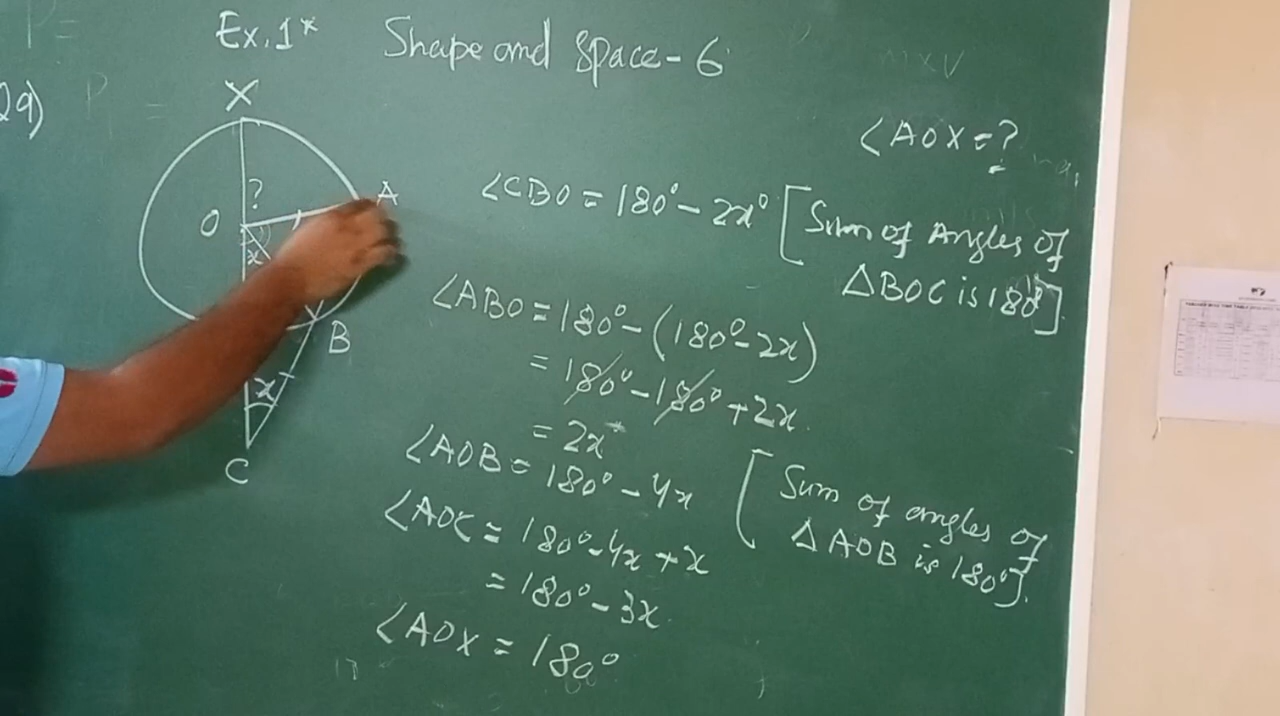 P=
Ex.1* Shape and space-6
29)
P =
mxv
X
∠AOX=?
?
A
O
x
B
x
C
∠CBO = 180° - 2x° [Sum of Angles of
ΔBOC is 180°].
∠ABO = 180° - (180° - 2x)
= 180° - 180° + 2x
= 2x
∠AOB = 180° - 4x [Sum of angles of
ΔAOB is 180°].
∠AOC = 180° - 4x + x
= 180° - 3x
∠AOX = 180°